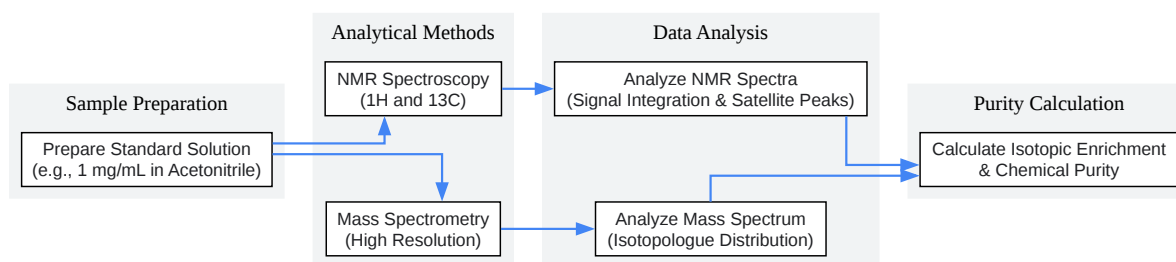 Sample Preparation
Prepare Standard Solution
(e.g., 1 mg/mL in Acetonitrile)
Analytical Methods
NMR Spectroscopy
(1H and 13C)
Mass Spectrometry
(High Resolution)
Data Analysis
Analyze NMR Spectra
(Signal Integration & Satellite Peaks)
Analyze Mass Spectrum
(Isotopologue Distribution)
Purity Calculation
Calculate Isotopic Enrichment
& Chemical Purity